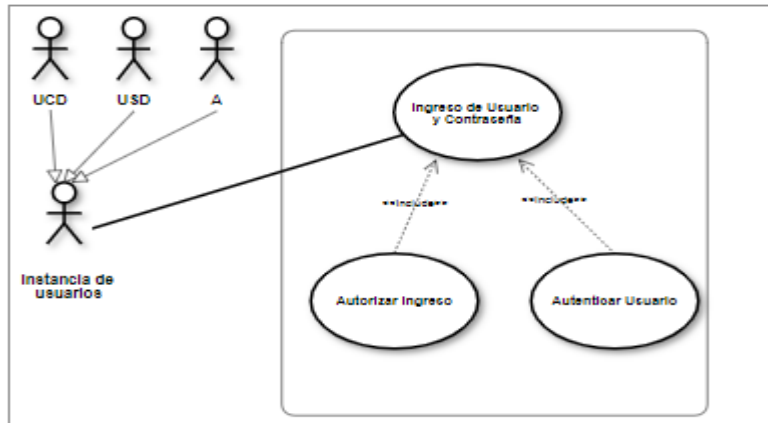 UCD USD A
Ingreso de Usuario
y Contraseña
<<Include>> <<Include>>
Instancia de
usuarios
Autorizar Ingreso
Autenticar Usuario